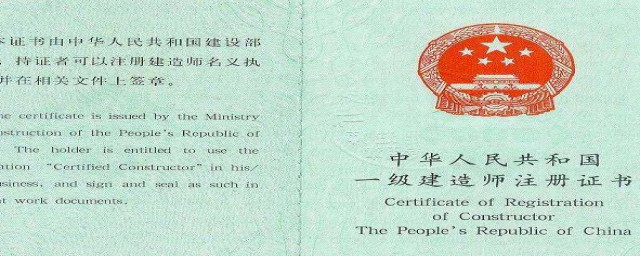 本证书由中华人民共和国建设部
，持证者可以注册建造师名义执
并在相关文件上签章。
certificate is issued by the Ministry
of the People's Republic of
The holder is entitled to use the
"Certified Constructor" in his/
and sign and seal as such in
work documents.
中华人民共和国
一级建造师注册证书
Certificate of Registration
of Constructor
The People's Republic of China